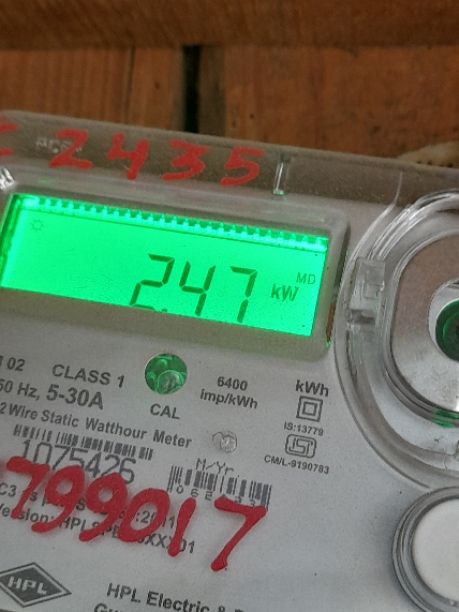 2435
2.47 kW MD
CLASS 1
6400 imp/kWh
kWh
50 Hz, 5-30A
CAL
IS:13779
2 Wire Static Watthour Meter
CM/L-9190783
1075426
M/Yr
799017
HPL
HPL Electric &